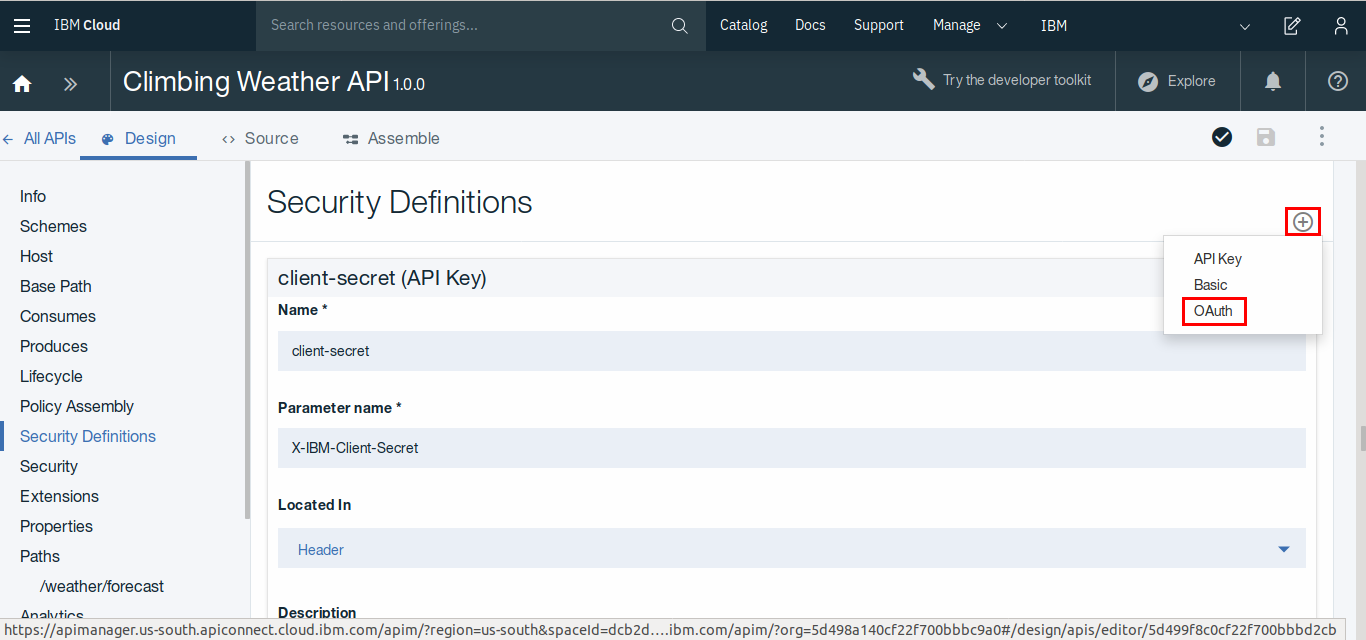 IBM Cloud
Search resources and offerings...
Catalog
Docs
Support
Manage
IBM
Climbing Weather API 1.0.0
Try the developer toolkit
Explore
← All APIs
Design
Source
Assemble
Info
Schemes
Host
Base Path
Consumes
Produces
Lifecycle
Policy Assembly
Security Definitions
Security
Extensions
Properties
Paths
/weather/forecast
Analytics
Security Definitions
API Key
Basic
OAuth
client-secret (API Key)
Name *
client-secret
Parameter name *
X-IBM-Client-Secret
Located In
Header
Description
https://apimanager.us-south.apiconnect.cloud.ibm.com/apim/?region=us-south&spaceId=dcb2d….ibm.com/apim/?org=5d498a140cf22f700bbbc9a0#/design/apis/editor/5d499f8c0cf22f700bbbd2cb